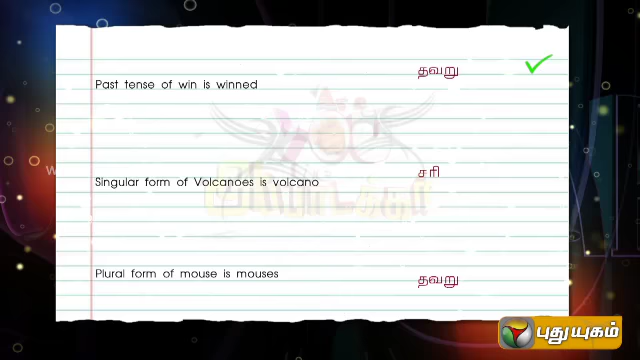 தவறு
Past tense of win is winned
சரி
Singular form of Volcanoes is volcano
Plural form of mouse is mouses
தவறு
புதுயுகம்